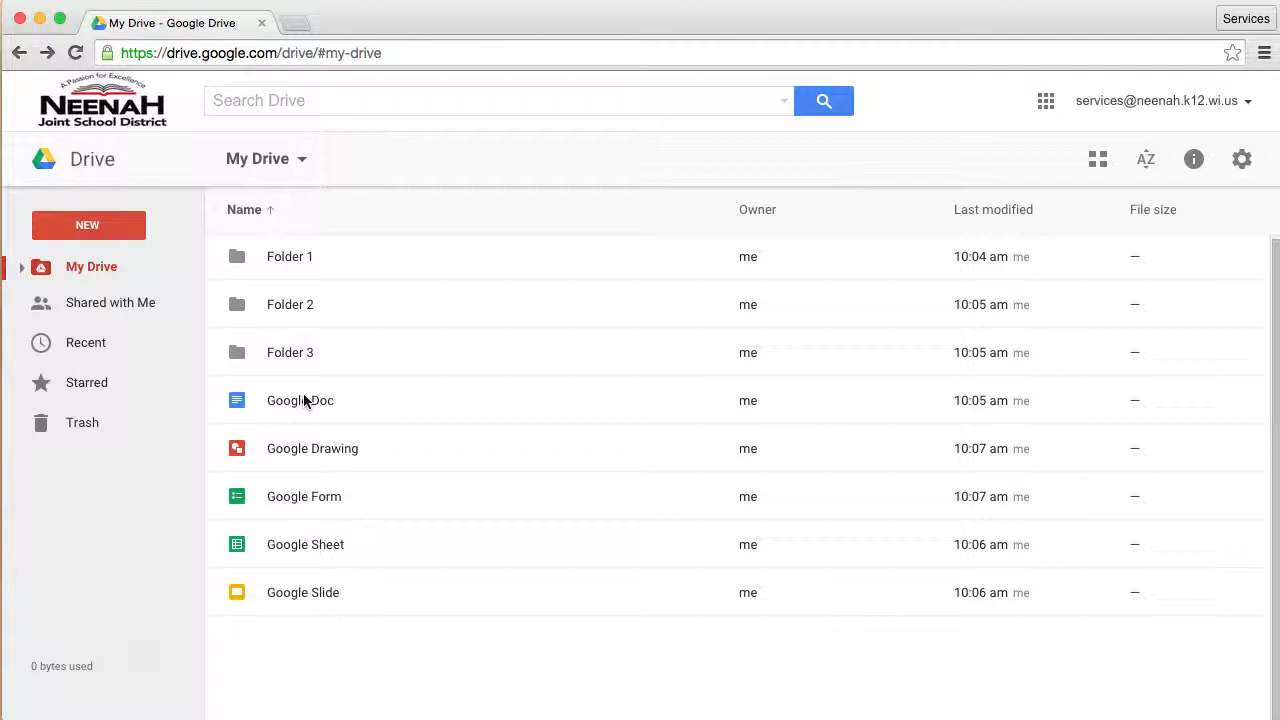 My Drive - Google Drive
Services
https://drive.google.com/drive/#my-drive
A Passion for Excellence
NEENAH
Joint School District
Search Drive
services@neenah.k12.wi.us
Drive
My Drive
AZ
NEW
My Drive
Shared with Me
Recent
Starred
Trash
0 bytes used
Name Owner Last modified File size
Folder 1 me 10:04 am me —
Folder 2 me 10:05 am me —
Folder 3 me 10:05 am me —
Google Doc me 10:05 am me —
Google Drawing me 10:07 am me —
Google Form me 10:07 am me —
Google Sheet me 10:06 am me —
Google Slide me 10:06 am me —